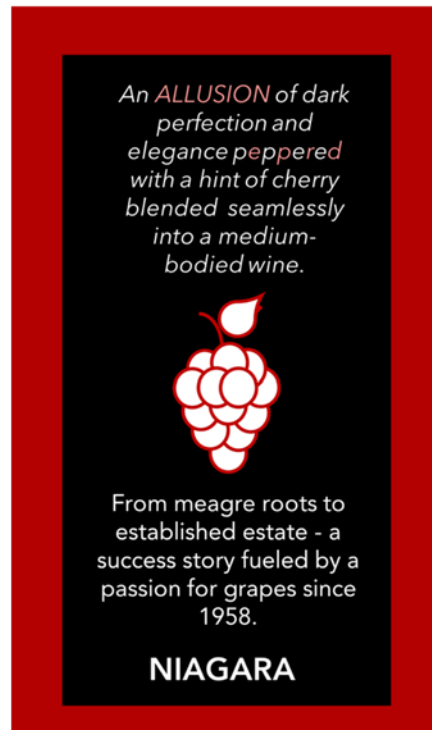 An ALLUSION of dark
perfection and
elegance peppered
with a hint of cherry
blended  seamlessly
into a medium-
bodied wine.
From meagre roots to
established estate - a
success story fueled by a
passion for grapes since
1958.
NIAGARA